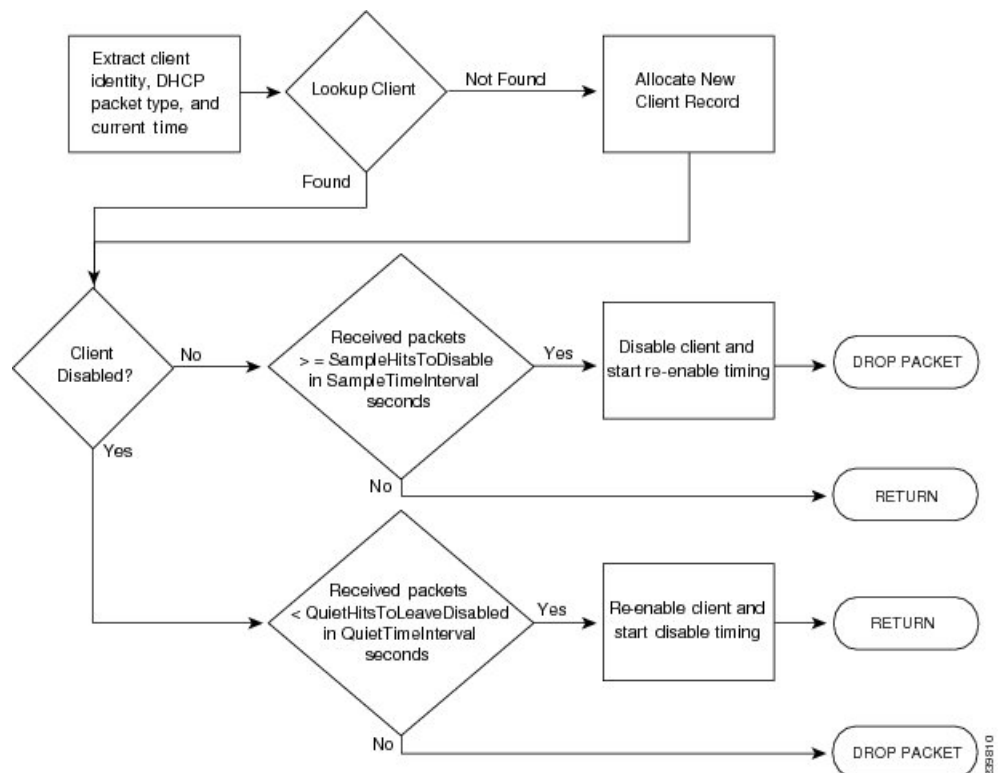 Extract client
identity, DHCP
packet type, and
current time
Lookup Client
Not Found
Allocate New
Client Record
Found
Client
Disabled?
No
Received packets
> = SampleHitsToDisable
in SampleTimeInterval
seconds
Yes
Disable client and
start re-enable timing
DROP PACKET
Yes
No
RETURN
Received packets
< QuietHitsToLeaveDisabled
in QuietTimeInterval
seconds
Yes
Re-enable client and
start disable timing
RETURN
No
DROP PACKET
239810